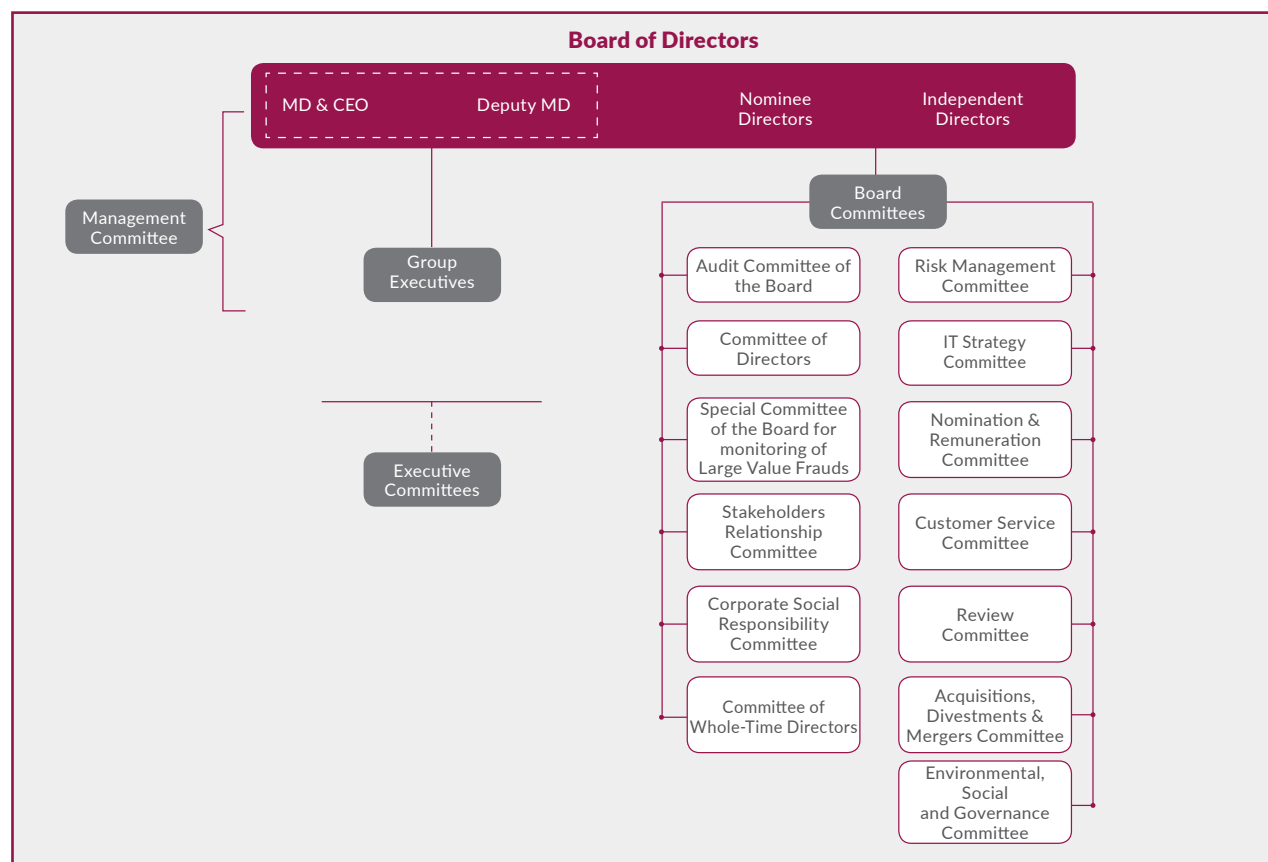 Board of Directors
MD & CEO
Deputy MD
Nominee
Directors
Independent
Directors
Management
Committee
Group
Executives
Executive
Committees
Board
Committees
Audit Committee of
the Board
Committee of
Directors
Special Committee
of the Board for
monitoring of
Large Value Frauds
Stakeholders
Relationship
Committee
Corporate Social
Responsibility
Committee
Committee of
Whole-Time Directors
Risk Management
Committee
IT Strategy
Committee
Nomination &
Remuneration
Committee
Customer Service
Committee
Review
Committee
Acquisitions,
Divestments &
Mergers Committee
Environmental,
Social
and Governance
Committee